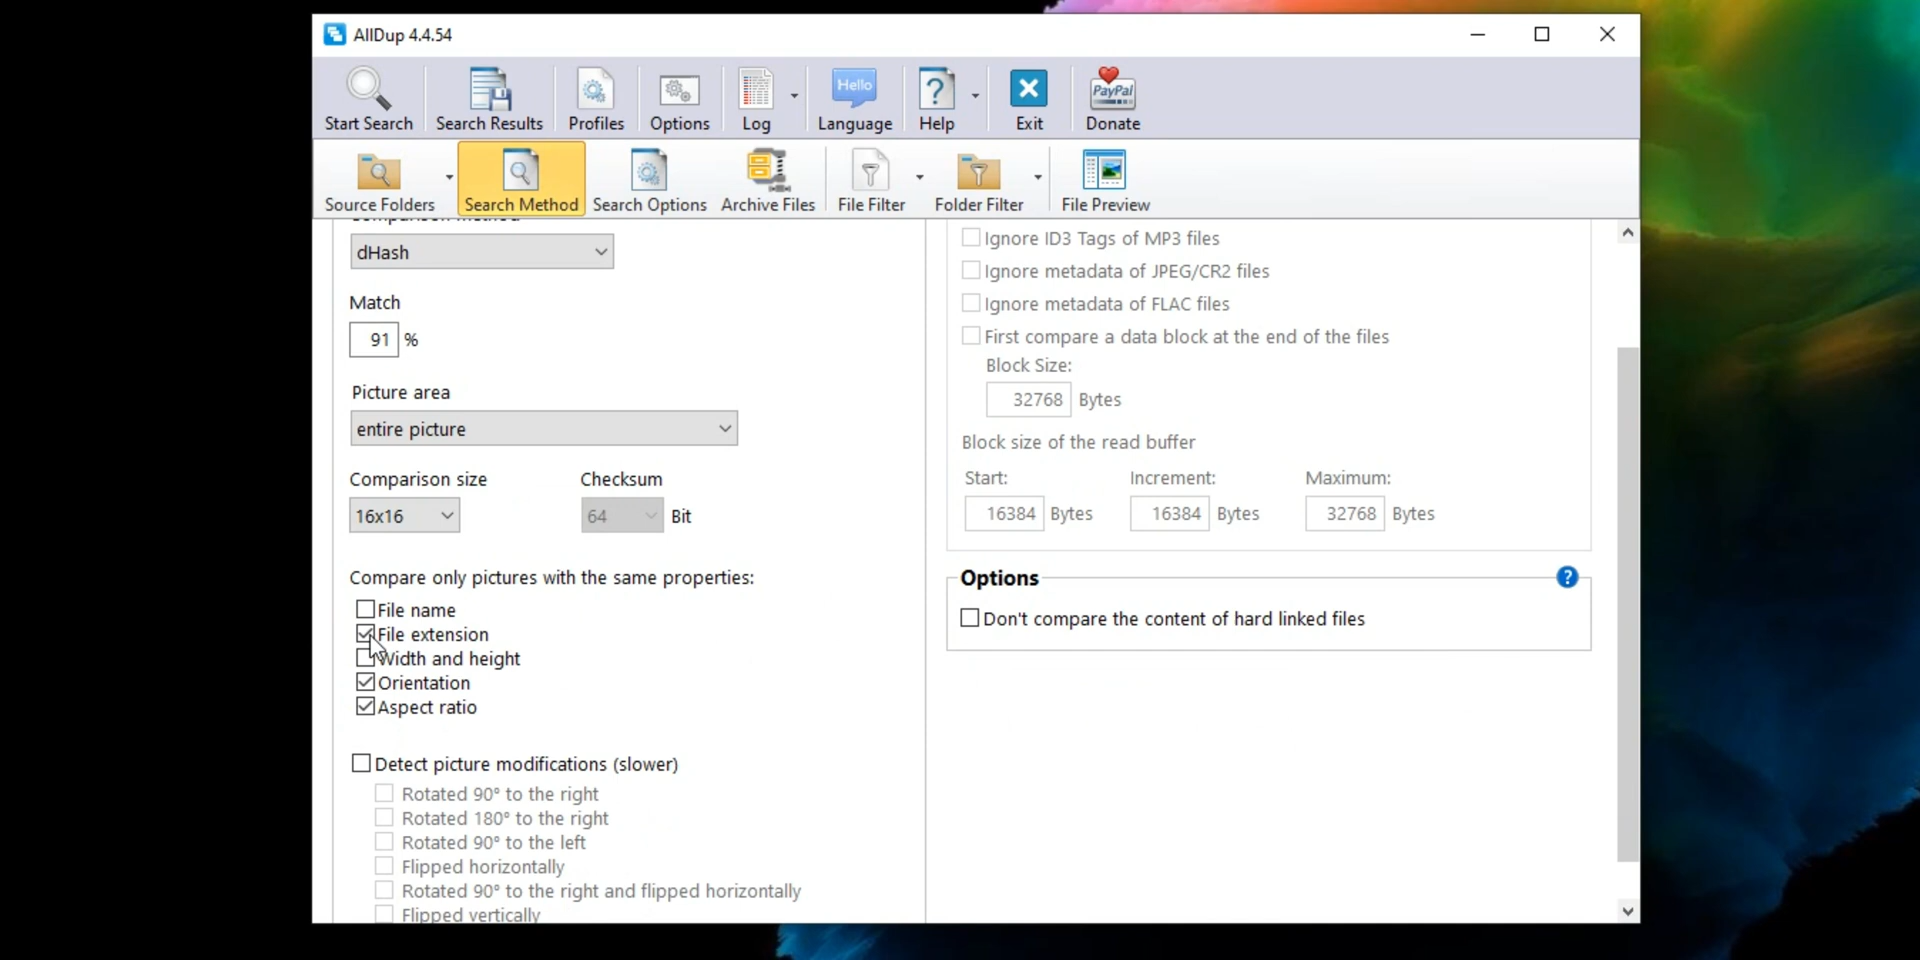 AllDup 4.4.54
Start Search
Search Results
Profiles
Options
Log
Hello
Language
?
Help
Exit
PayPal
Donate
Source Folders
Search Method
Search Options
Archive Files
File Filter
Folder Filter
File Preview
Comparison method
dHash
Match
91 %
Picture area
entire picture
Comparison size
Checksum
16x16
64 Bit
Compare only pictures with the same properties:
File name
File extension
Width and height
Orientation
Aspect ratio
Detect picture modifications (slower)
Rotated 90° to the right
Rotated 180° to the right
Rotated 90° to the left
Flipped horizontally
Rotated 90° to the right and flipped horizontally
Flipped vertically
Ignore ID3 Tags of MP3 files
Ignore metadata of JPEG/CR2 files
Ignore metadata of FLAC files
First compare a data block at the end of the files
Block Size:
32768 Bytes
Block size of the read buffer
Start:
Increment:
Maximum:
16384 Bytes
16384 Bytes
32768 Bytes
Options
?
Don't compare the content of hard linked files